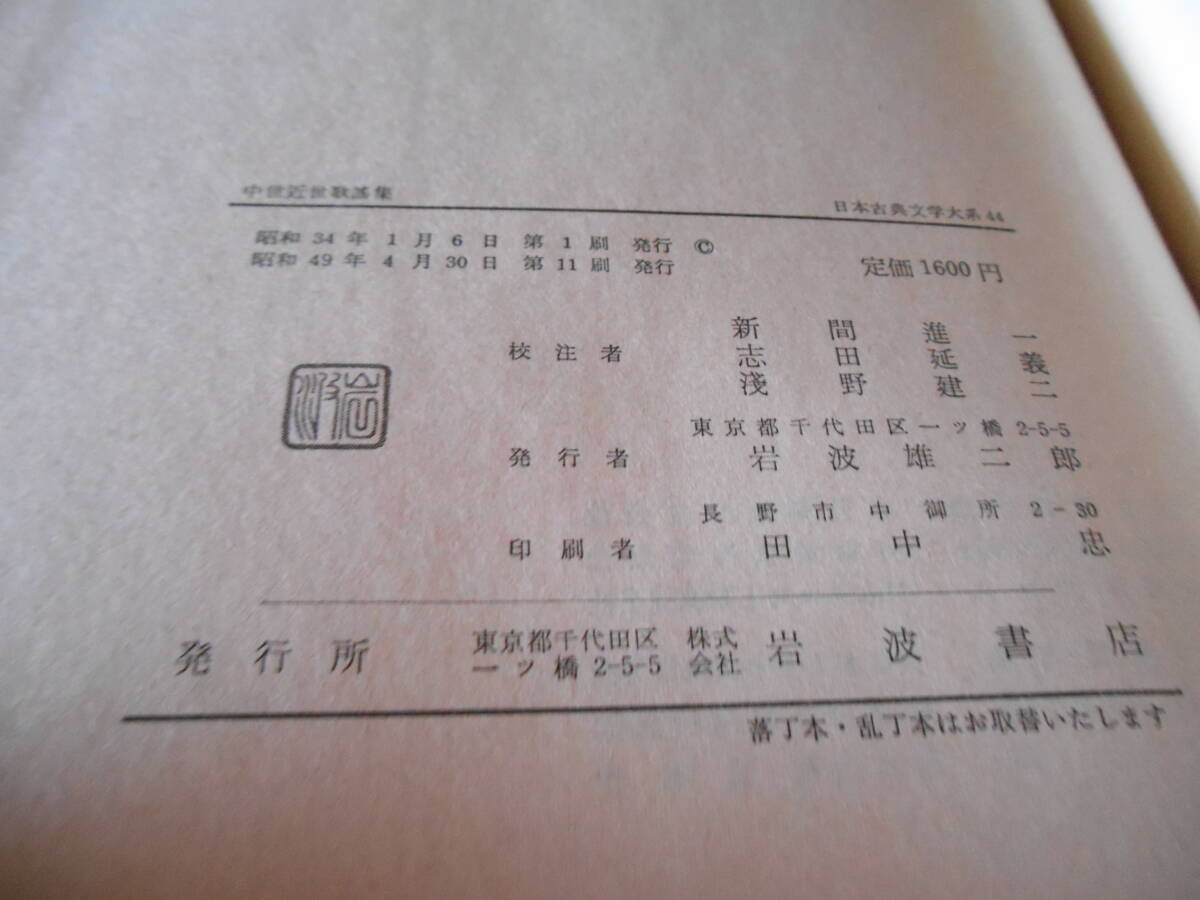 中世近世歌謡集
日本古典文学大系 44
昭和 34 年 1 月 6 日 第 1 刷 発行 ©
昭和 49 年 4 月 30 日 第 11 刷 発行
定価 1600 円
校注者
新間進一
志田延義
淺野建二
東京都千代田区一ツ橋 2-5-5
発行者 岩波雄二郎
長野市中御所 2-30
印刷者 田中忠
岩波
発行所 東京都千代田区 株式 岩波書店
一ツ橋 2-5-5 会社
落丁本・乱丁本はお取替いたします